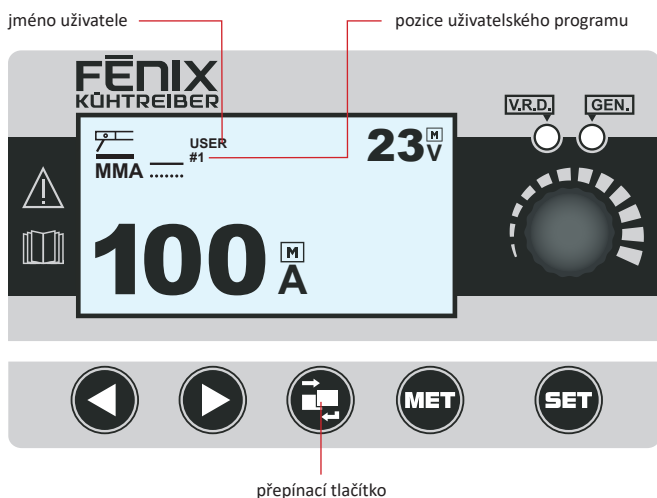 jméno uživatele
pozice uživatelského programu
FĒNIX
KÜHTREIBER
V.R.D. GEN.
USER
#1
MMA
23 M V
100 M A
MET SET
přepínací tlačítko